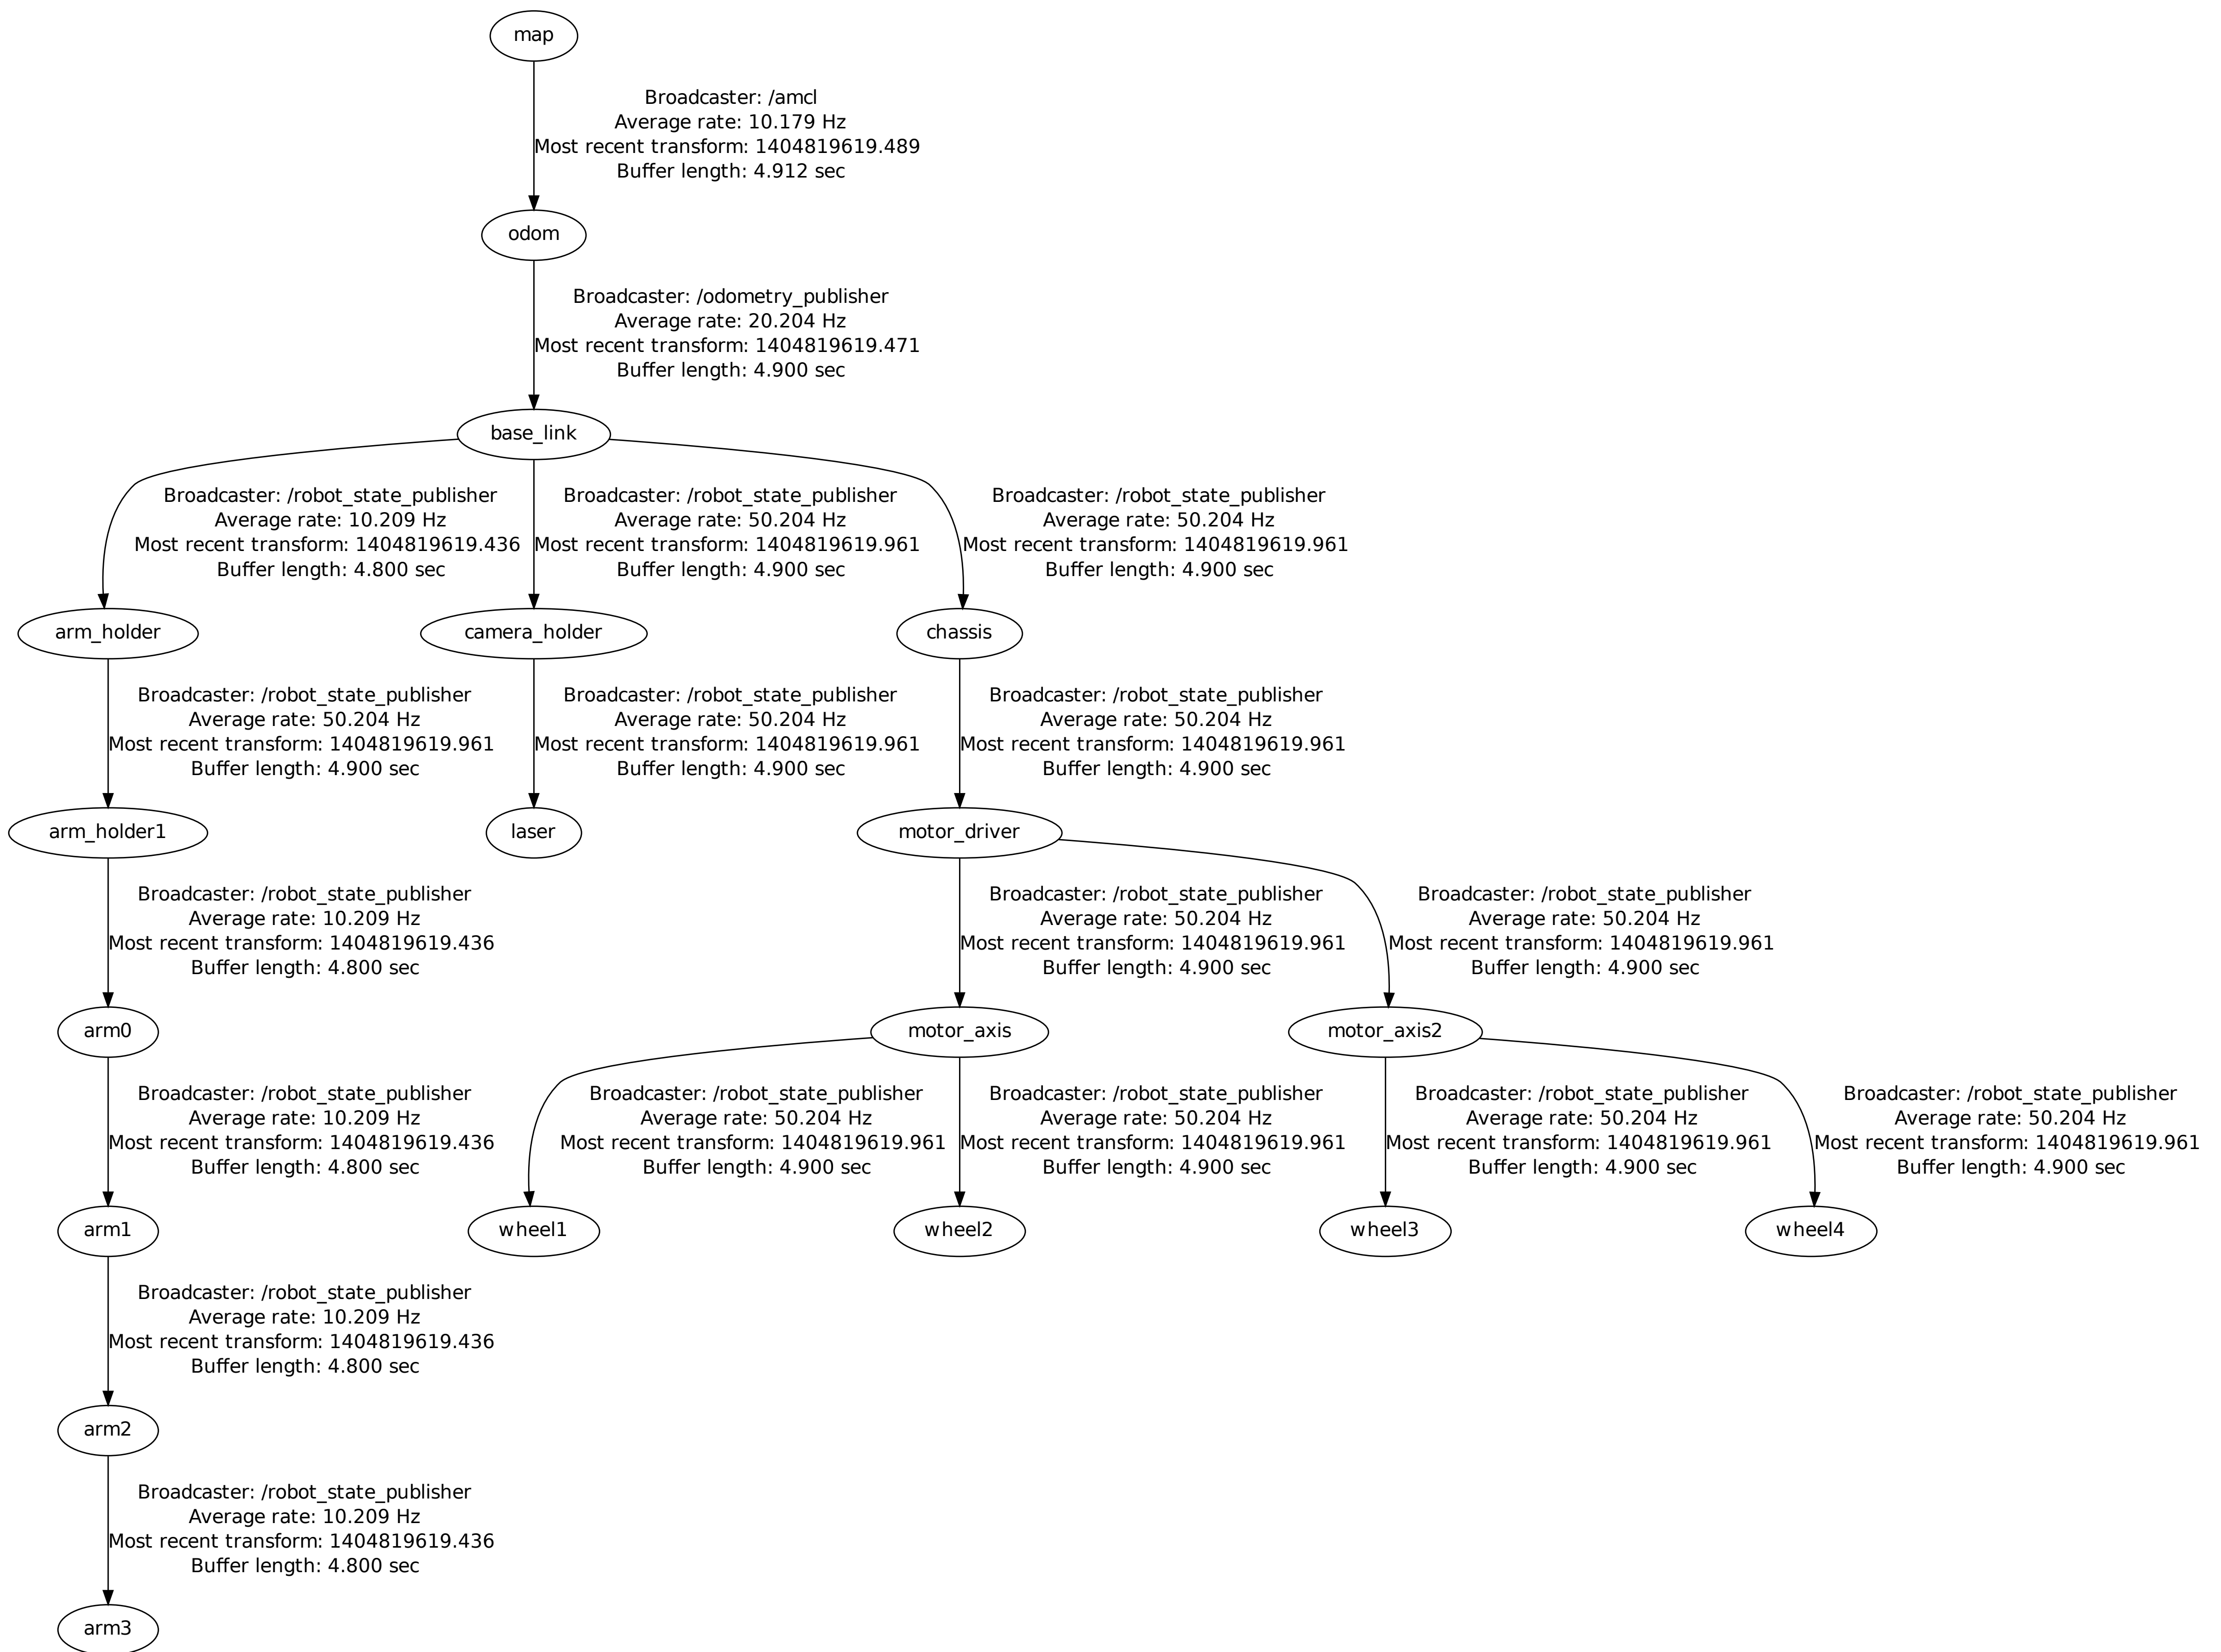 map
Broadcaster: /amcl
Average rate: 10.179 Hz
Most recent transform: 1404819619.489
Buffer length: 4.912 sec
odom
Broadcaster: /odometry_publisher
Average rate: 20.204 Hz
Most recent transform: 1404819619.471
Buffer length: 4.900 sec
base_link
Broadcaster: /robot_state_publisher
Average rate: 10.209 Hz
Most recent transform: 1404819619.436
Buffer length: 4.800 sec
Broadcaster: /robot_state_publisher
Average rate: 50.204 Hz
Most recent transform: 1404819619.961
Buffer length: 4.900 sec
Broadcaster: /robot_state_publisher
Average rate: 50.204 Hz
Most recent transform: 1404819619.961
Buffer length: 4.900 sec
arm_holder
camera_holder
chassis
Broadcaster: /robot_state_publisher
Average rate: 50.204 Hz
Most recent transform: 1404819619.961
Buffer length: 4.900 sec
Broadcaster: /robot_state_publisher
Average rate: 50.204 Hz
Most recent transform: 1404819619.961
Buffer length: 4.900 sec
Broadcaster: /robot_state_publisher
Average rate: 50.204 Hz
Most recent transform: 1404819619.961
Buffer length: 4.900 sec
arm_holder1
laser
motor_driver
Broadcaster: /robot_state_publisher
Average rate: 10.209 Hz
Most recent transform: 1404819619.436
Buffer length: 4.800 sec
Broadcaster: /robot_state_publisher
Average rate: 50.204 Hz
Most recent transform: 1404819619.961
Buffer length: 4.900 sec
Broadcaster: /robot_state_publisher
Average rate: 50.204 Hz
Most recent transform: 1404819619.961
Buffer length: 4.900 sec
arm0
motor_axis
motor_axis2
Broadcaster: /robot_state_publisher
Average rate: 10.209 Hz
Most recent transform: 1404819619.436
Buffer length: 4.800 sec
Broadcaster: /robot_state_publisher
Average rate: 50.204 Hz
Most recent transform: 1404819619.961
Buffer length: 4.900 sec
Broadcaster: /robot_state_publisher
Average rate: 50.204 Hz
Most recent transform: 1404819619.961
Buffer length: 4.900 sec
Broadcaster: /robot_state_publisher
Average rate: 50.204 Hz
Most recent transform: 1404819619.961
Buffer length: 4.900 sec
Broadcaster: /robot_state_publisher
Average rate: 50.204 Hz
Most recent transform: 1404819619.961
Buffer length: 4.900 sec
arm1
wheel1
wheel2
wheel3
wheel4
Broadcaster: /robot_state_publisher
Average rate: 10.209 Hz
Most recent transform: 1404819619.436
Buffer length: 4.800 sec
arm2
Broadcaster: /robot_state_publisher
Average rate: 10.209 Hz
Most recent transform: 1404819619.436
Buffer length: 4.800 sec
arm3